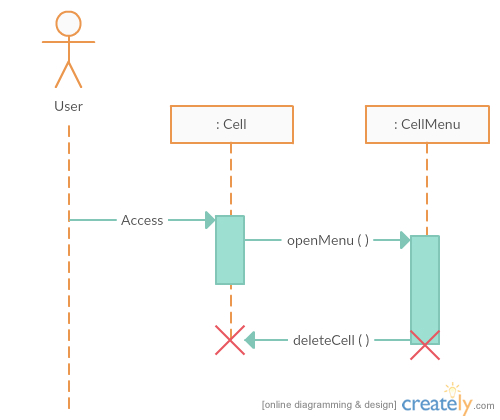 User
: Cell
: CellMenu
Access
openMenu ( )
deleteCell ( )
[online diagramming & design] creately.com